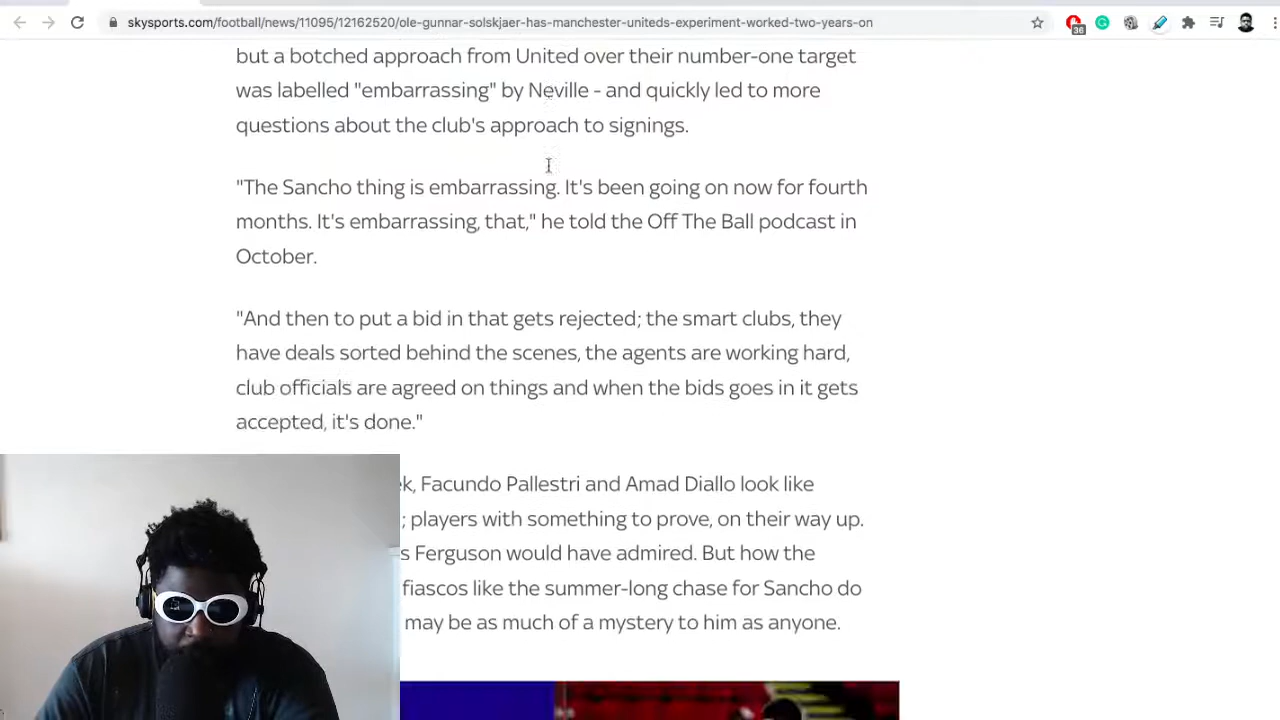 skysports.com/football/news/11095/12162520/ole-gunnar-solskjaer-has-manchester-uniteds-experiment-worked-two-years-on
36
but a botched approach from United over their number-one target
was labelled "embarrassing" by Neville - and quickly led to more
questions about the club's approach to signings.
"The Sancho thing is embarrassing. It's been going on now for fourth
months. It's embarrassing, that," he told the Off The Ball podcast in
October.
"And then to put a bid in that gets rejected; the smart clubs, they
have deals sorted behind the scenes, the agents are working hard,
club officials are agreed on things and when the bids goes in it gets
accepted, it's done."
k, Facundo Pallestri and Amad Diallo look like
; players with something to prove, on their way up.
s Ferguson would have admired. But how the
fiascos like the summer-long chase for Sancho do
may be as much of a mystery to him as anyone.